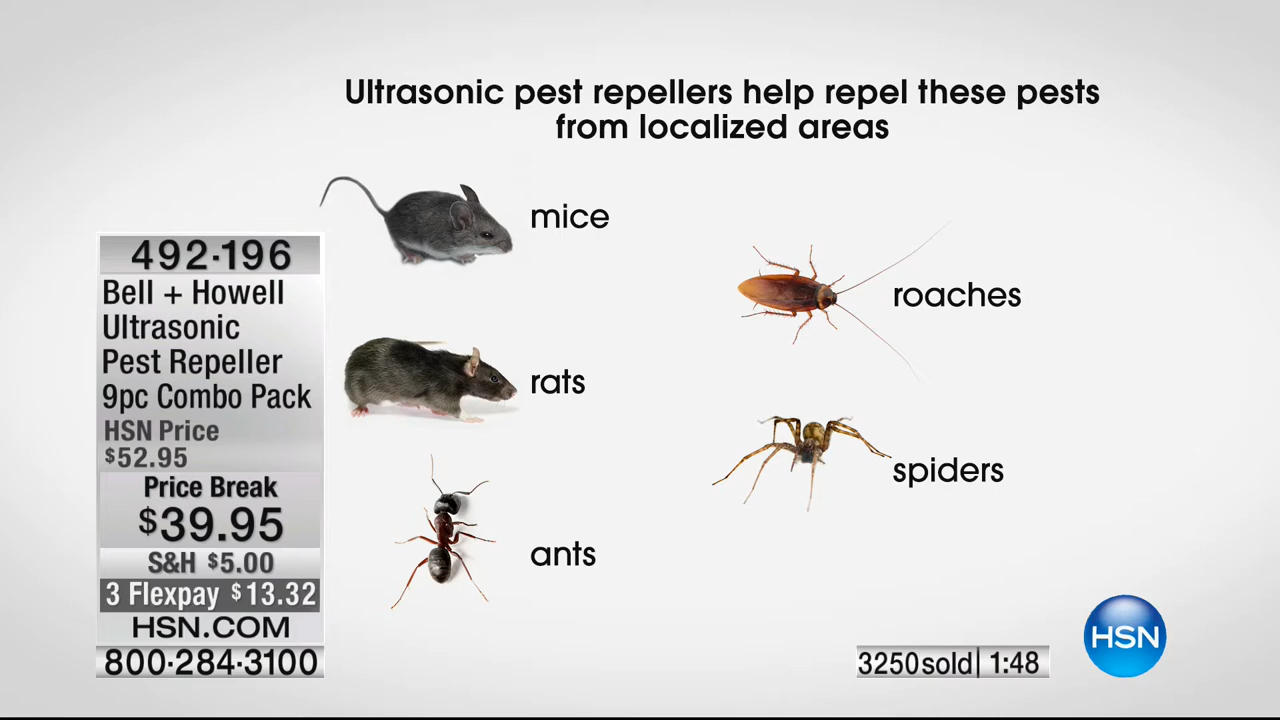 Ultrasonic pest repellers help repel these pests
from localized areas
mice
rats
ants
roaches
spiders
492-196
Bell + Howell
Ultrasonic
Pest Repeller
9pc Combo Pack
HSN Price
$52.95
Price Break
$39.95
S&H $5.00
3 Flexpay $13.32
HSN.COM
800-284-3100
3250sold | 1:48
HSN